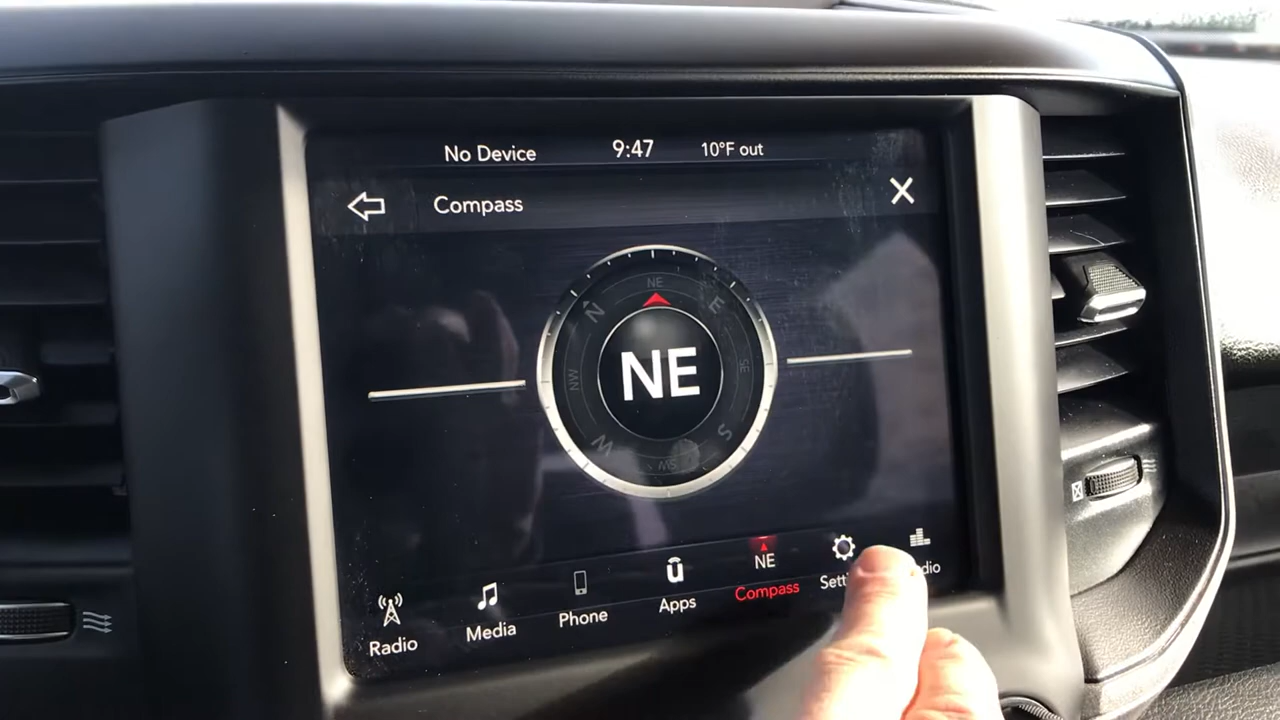 No Device 9:47 10°F out
Compass
NE
N E
NE
NW SE
W S
SW
NE
Radio Media Phone Apps Compass